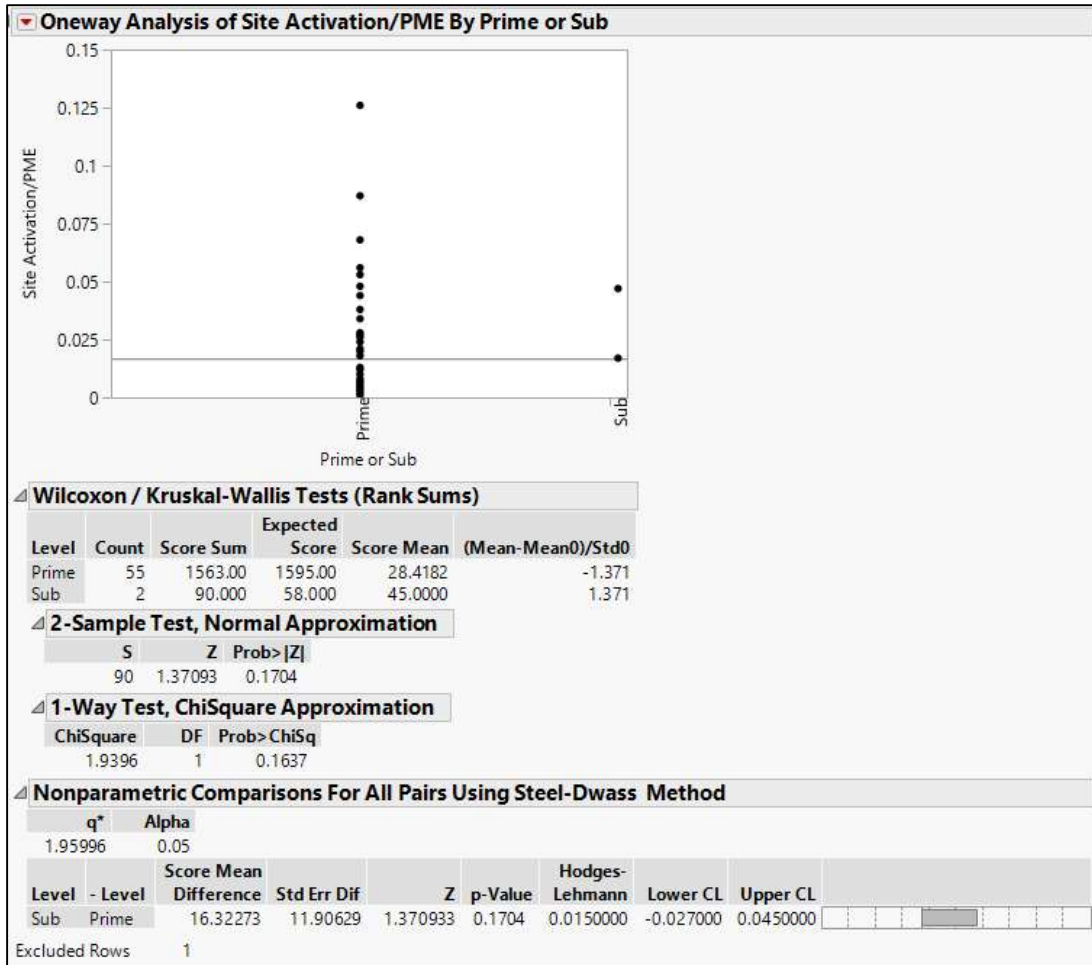 Oneway Analysis of Site Activation/PME By Prime or Sub
0.15
0.125
0.1
0.075
0.05
0.025
0
Site Activation/PME
Prime
Sub
Prime or Sub
Wilcoxon / Kruskal-Wallis Tests (Rank Sums)
Expected
Level Count Score Sum Score Score Mean (Mean-Mean0)/Std0
Prime 55 1563.00 1595.00 28.4182 -1.371
Sub 2 90.000 58.000 45.0000 1.371
2-Sample Test, Normal Approximation
S Z Prob>|Z|
90 1.37093 0.1704
1-Way Test, ChiSquare Approximation
ChiSquare DF Prob>ChiSq
1.9396 1 0.1637
Nonparametric Comparisons For All Pairs Using Steel-Dwass Method
q* Alpha
1.95996 0.05
Score Mean Hodges-
Level - Level Difference Std Err Dif Z p-Value Lehmann Lower CL Upper CL
Sub Prime 16.32273 11.90629 1.370933 0.1704 0.0150000 -0.027000 0.0450000
Excluded Rows 1